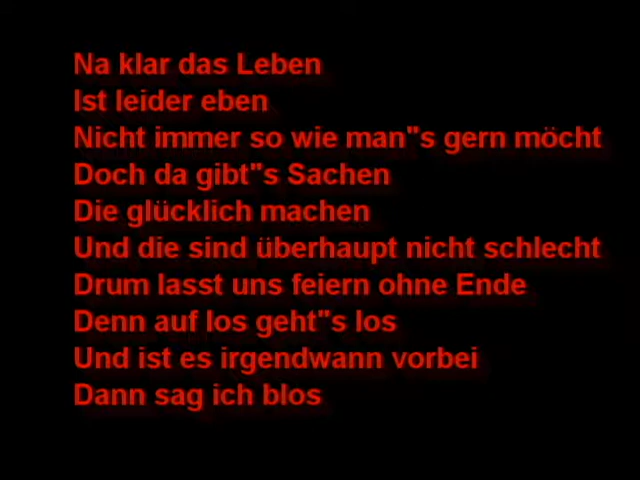 Na klar das Leben
Ist leider eben
Nicht immer so wie man"s gern möcht
Doch da gibt"s Sachen
Die glücklich machen
Und die sind überhaupt nicht schlecht
Drum lasst uns feiern ohne Ende
Denn auf los geht"s los
Und ist es irgendwann vorbei
Dann sag ich blos